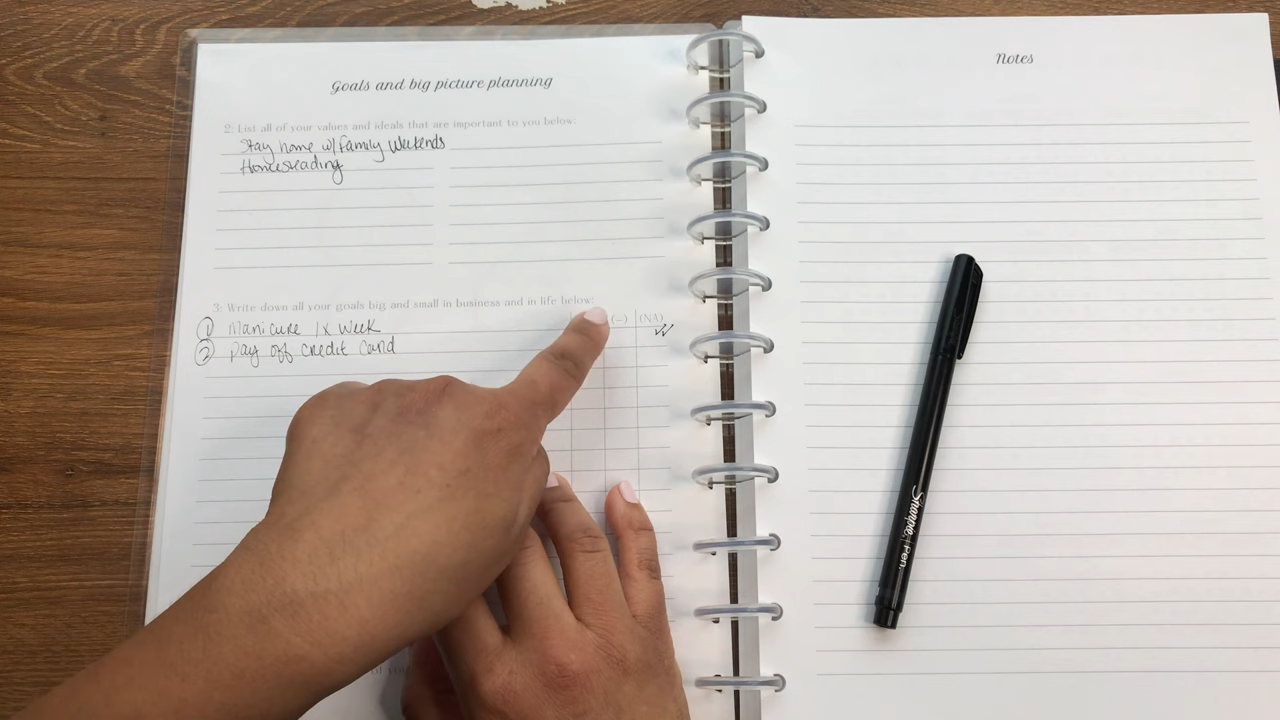 Goals and big picture planning
2: List all of your values and ideals that are important to you below:
Stay home w/ family weekends
Homesteading
3: Write down all your goals big and small in business and in life below:
(-) (NA)
1 Manicure 1x week
2 pay off credit card
Notes
Sharpie Pen